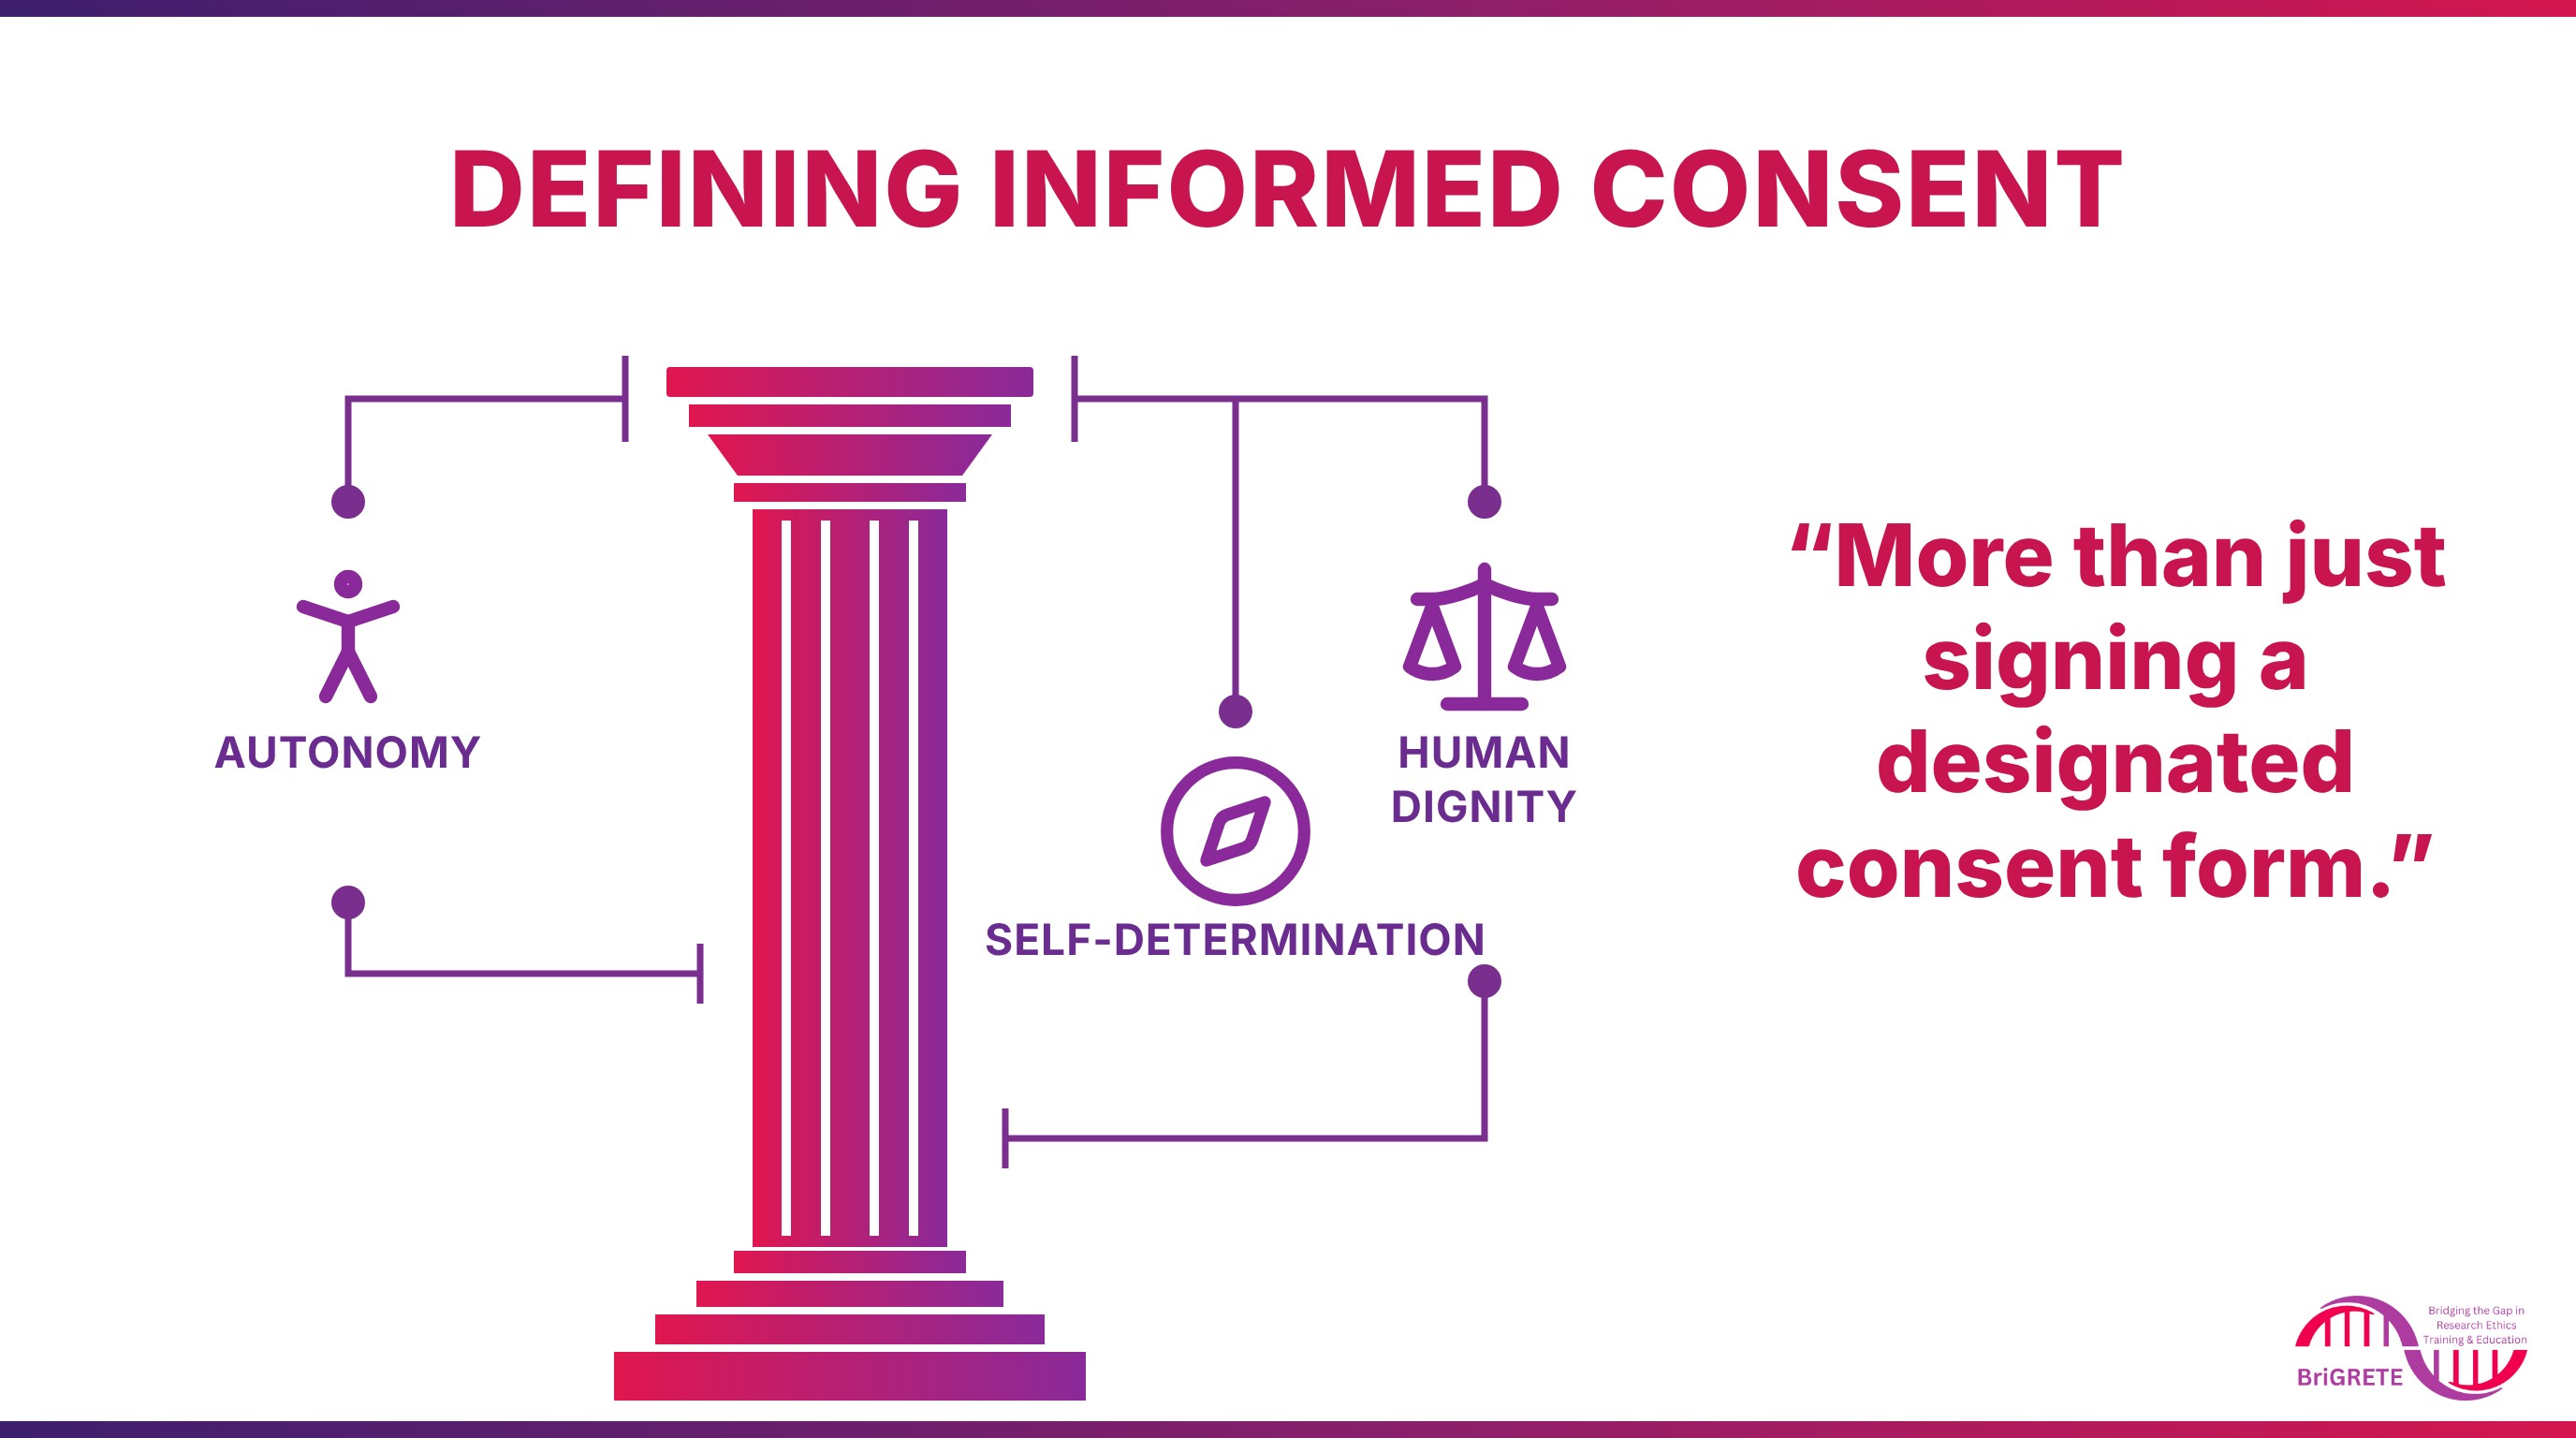 DEFINING INFORMED CONSENT
AUTONOMY
HUMAN
DIGNITY
SELF-DETERMINATION
“More than just
signing a
designated
consent form.”
Bridging the Gap in
Research Ethics
Training & Education
BriGRETE